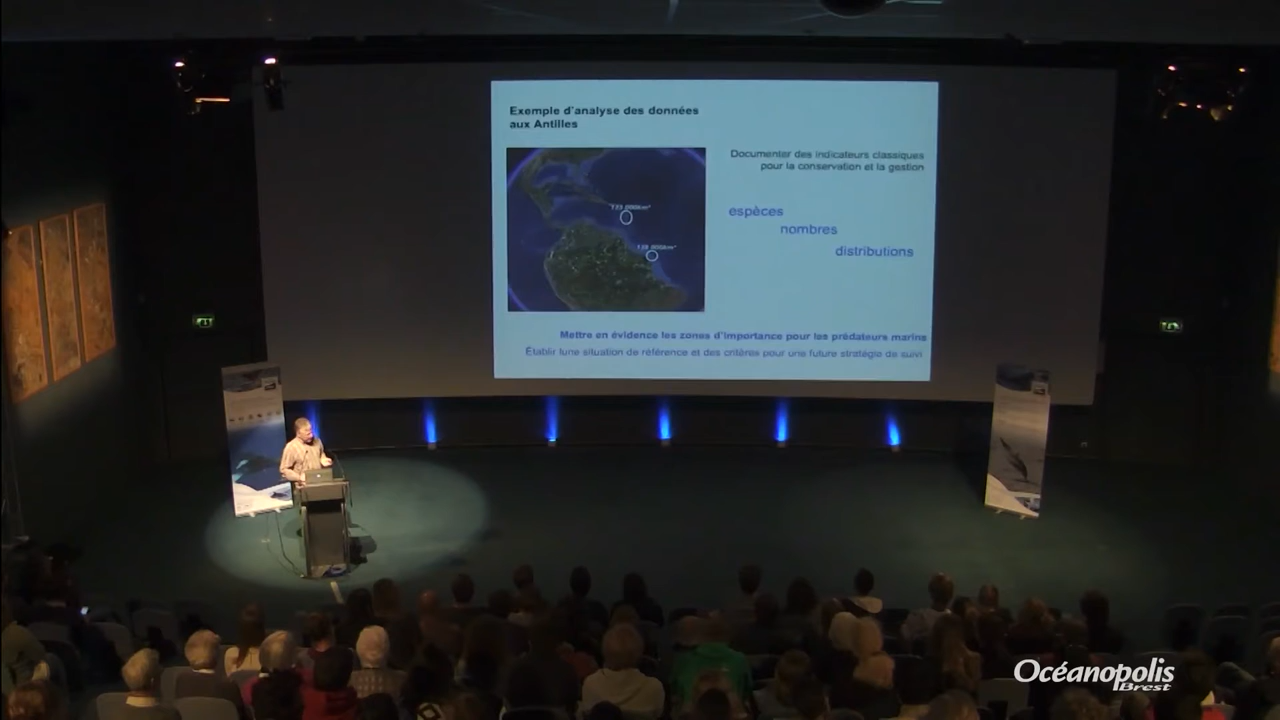 Exemple d'analyse des données
aux Antilles
Documenter des indicateurs classiques
pour la conservation et la gestion
espèces
nombres
distributions
Mettre en évidence les zones d'importance pour les prédateurs marins
Établir lune situation de référence et des critères pour une future stratégie de suivi
Océanopolis
Brest